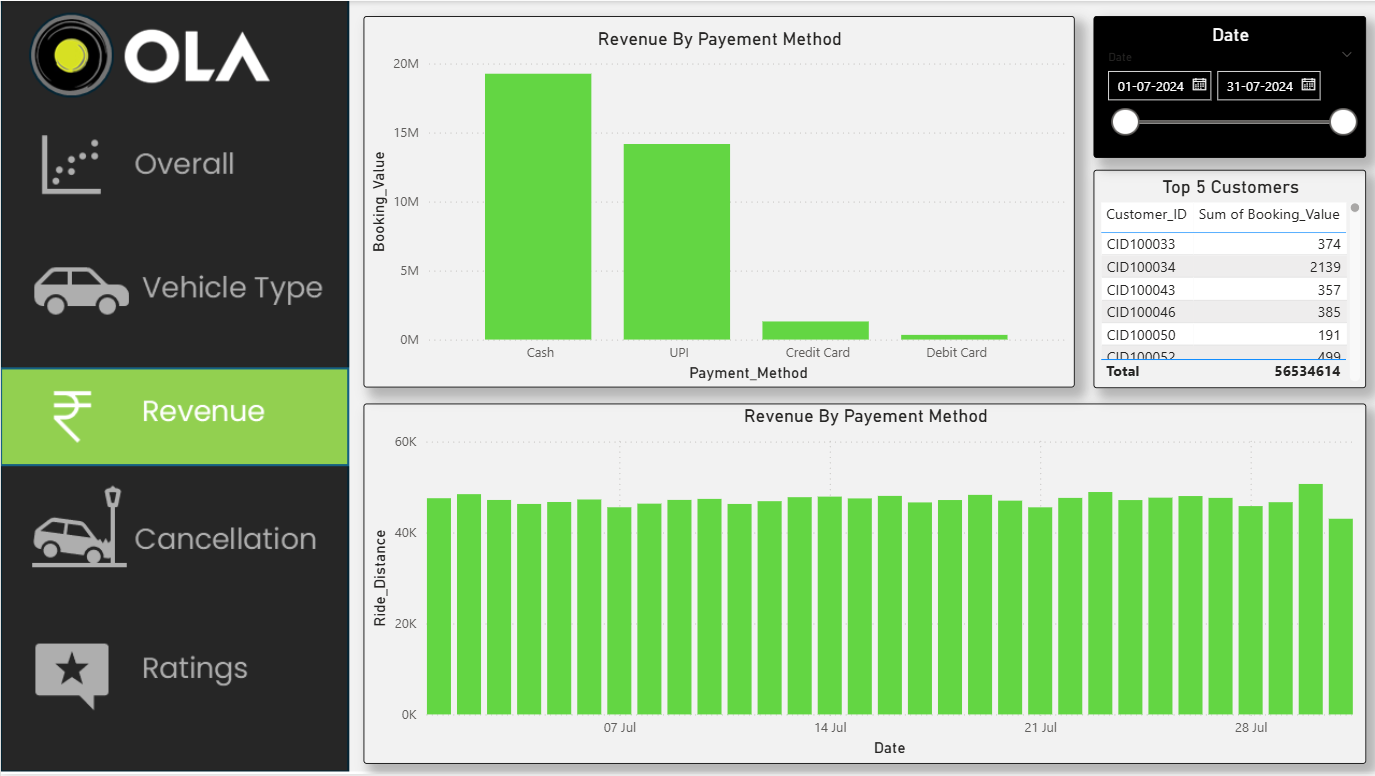 OLA
Overall
Vehicle Type
Revenue
Cancellation
Ratings
Revenue By Payement Method
20M
15M
10M
5M
0M
Booking_Value
Cash UPI Credit Card Debit Card
Payment_Method
Date
Date
01-07-2024 31-07-2024
Top 5 Customers
Customer_ID Sum of Booking_Value
CID100033 374
CID100034 2139
CID100043 357
CID100046 385
CID100050 191
CID100052 499
Total 56534614
Revenue By Payement Method
60K
40K
20K
0K
Ride_Distance
07 Jul 14 Jul 21 Jul 28 Jul
Date